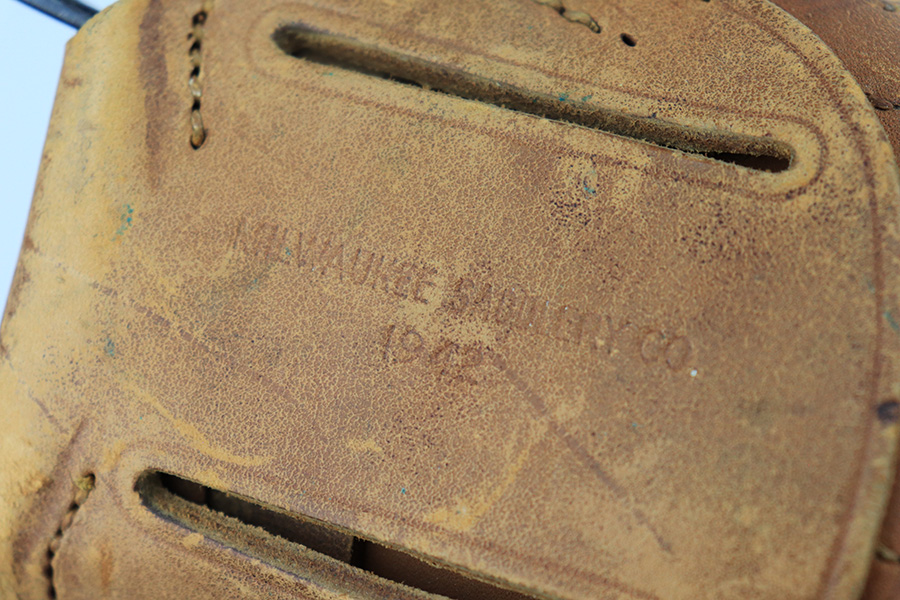 MILWAUKEE SADDLERY CO.
1942